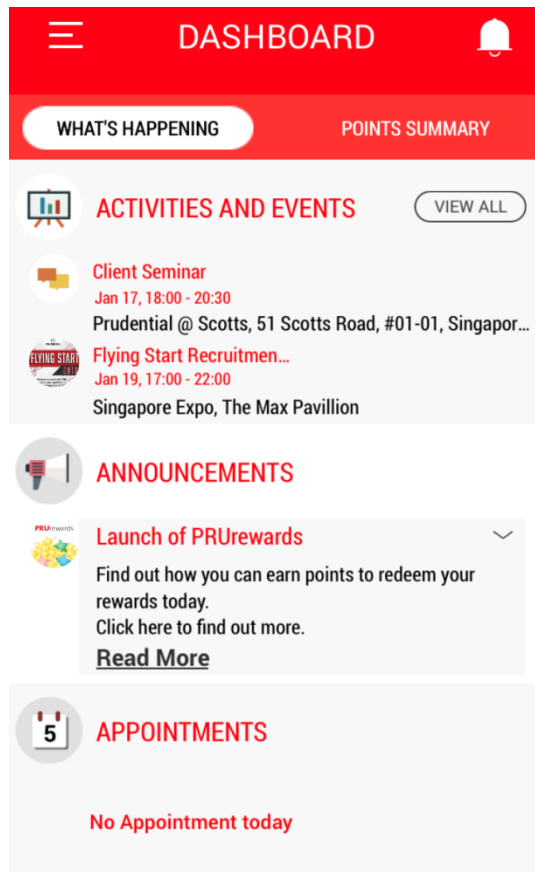 DASHBOARD
WHAT'S HAPPENING
POINTS SUMMARY
ACTIVITIES AND EVENTS
VIEW ALL
Client Seminar
Jan 17, 18:00 - 20:30
Prudential @ Scotts, 51 Scotts Road, #01-01, Singapor...
FLYING START
Flying Start Recruitmen...
Jan 19, 17:00 - 22:00
Singapore Expo, The Max Pavillion
ANNOUNCEMENTS
PRUrewards
Launch of PRUrewards
Find out how you can earn points to redeem your
rewards today.
Click here to find out more.
Read More
5
APPOINTMENTS
No Appointment today